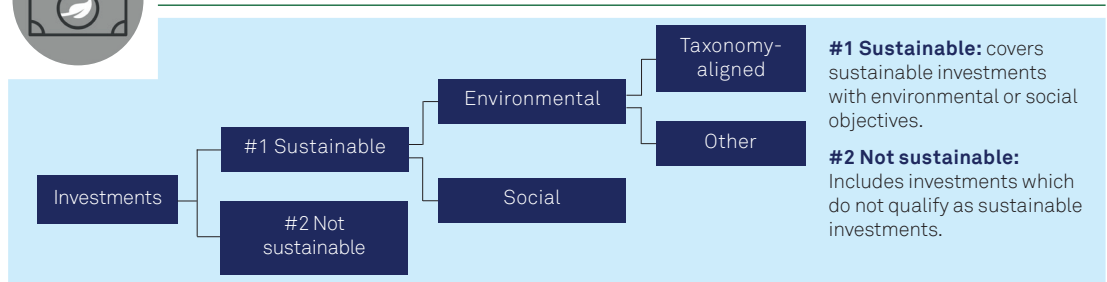 Investments
#1 Sustainable
#2 Not
sustainable
Environmental
Social
Taxonomy-
aligned
Other
#1 Sustainable: covers
sustainable investments
with environmental or social
objectives.
#2 Not sustainable:
Includes investments which
do not qualify as sustainable
investments.